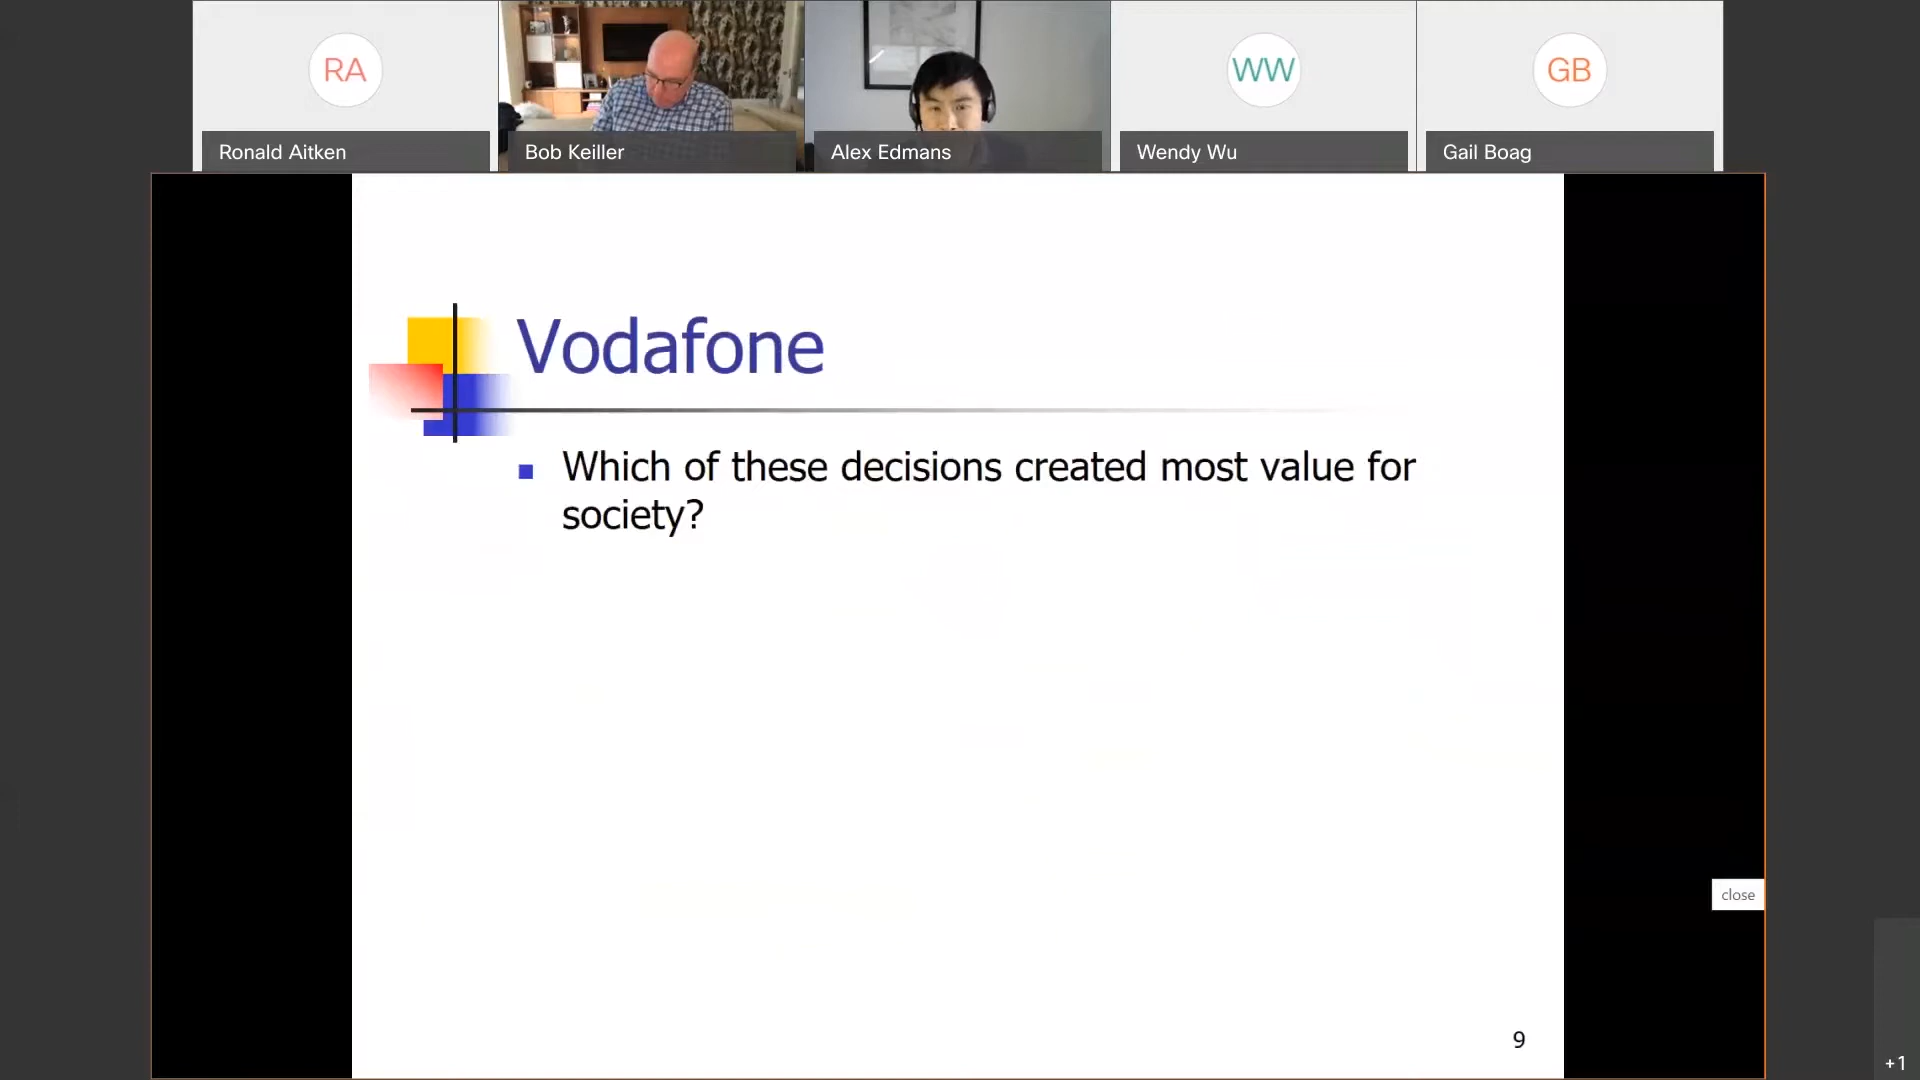 RA
WW
GB
Ronald Aitken
Bob Keiller
Alex Edmans
Wendy Wu
Gail Boag
Vodafone
Which of these decisions created most value for
society?
close
9
+1